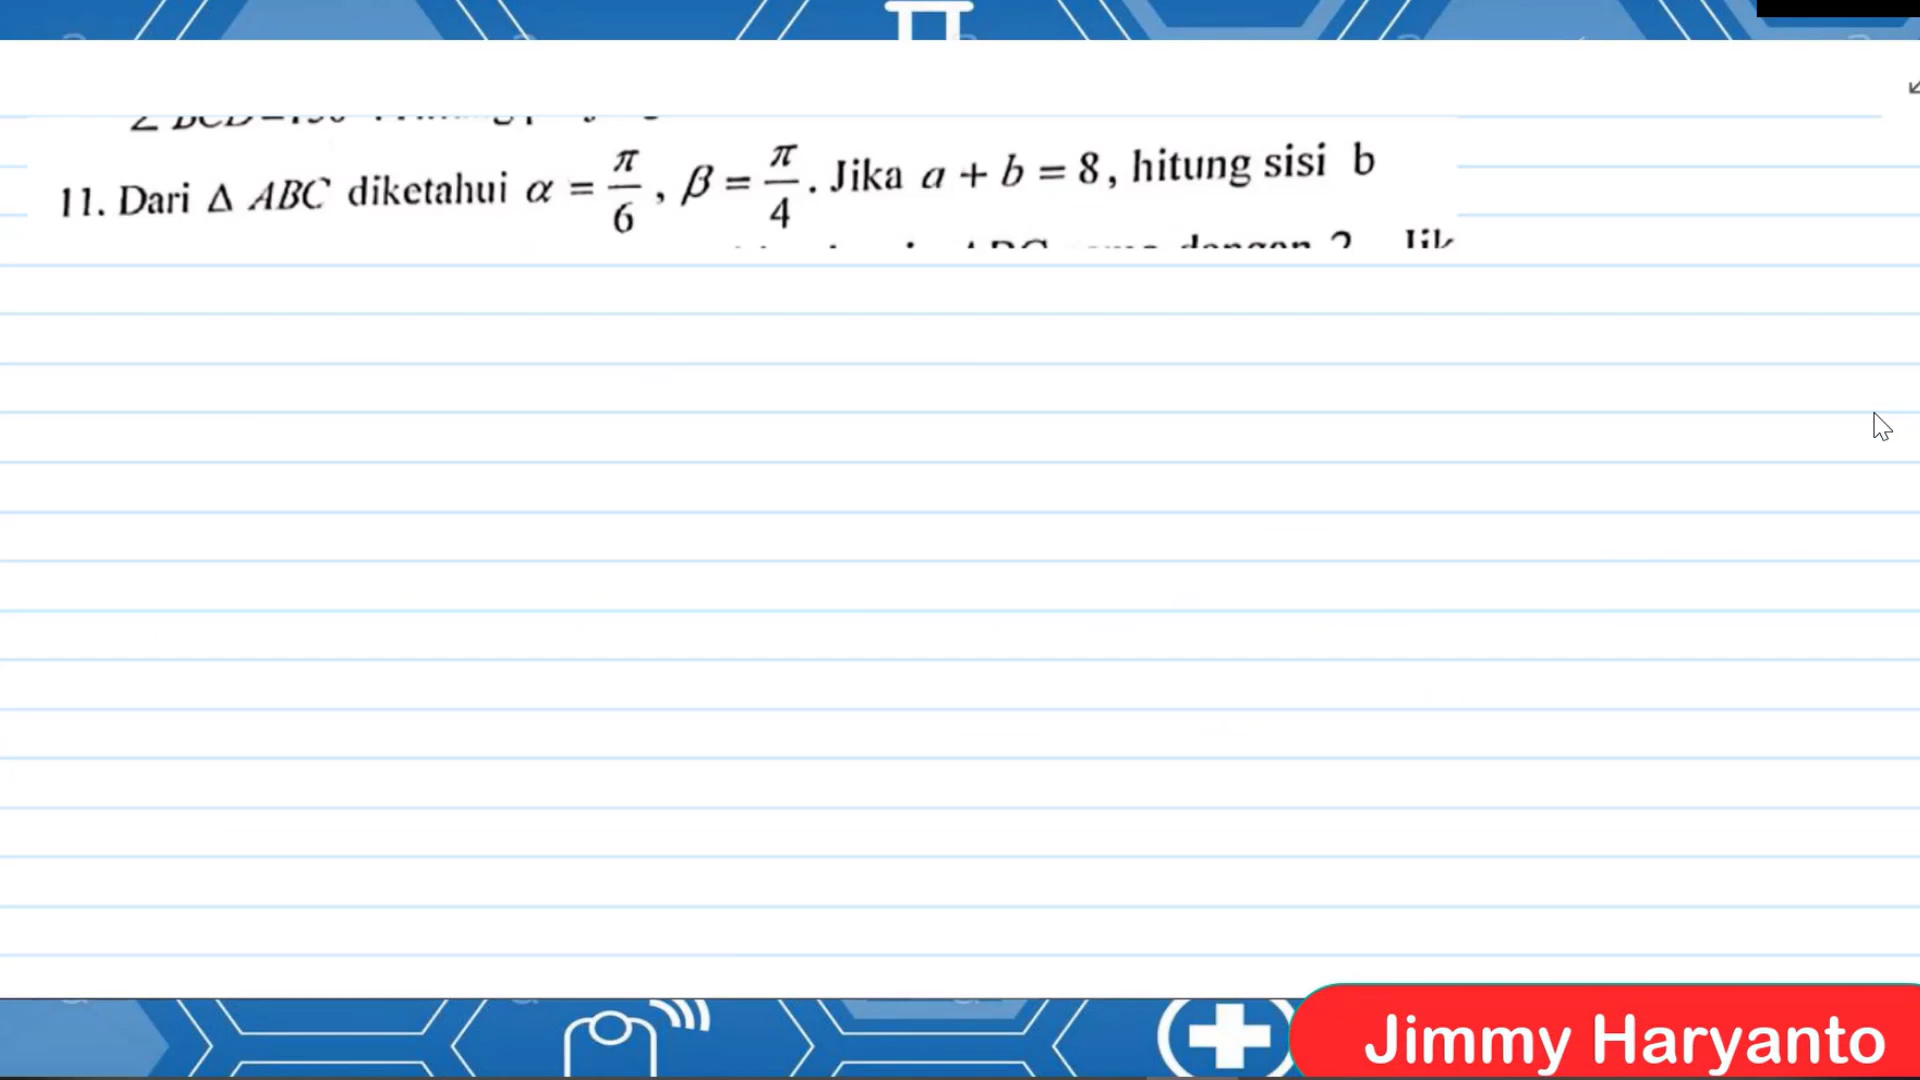 11. Dari Δ ABC diketahui α = π/6 , β = π/4 . Jika a + b = 8, hitung sisi b
Jimmy Haryanto